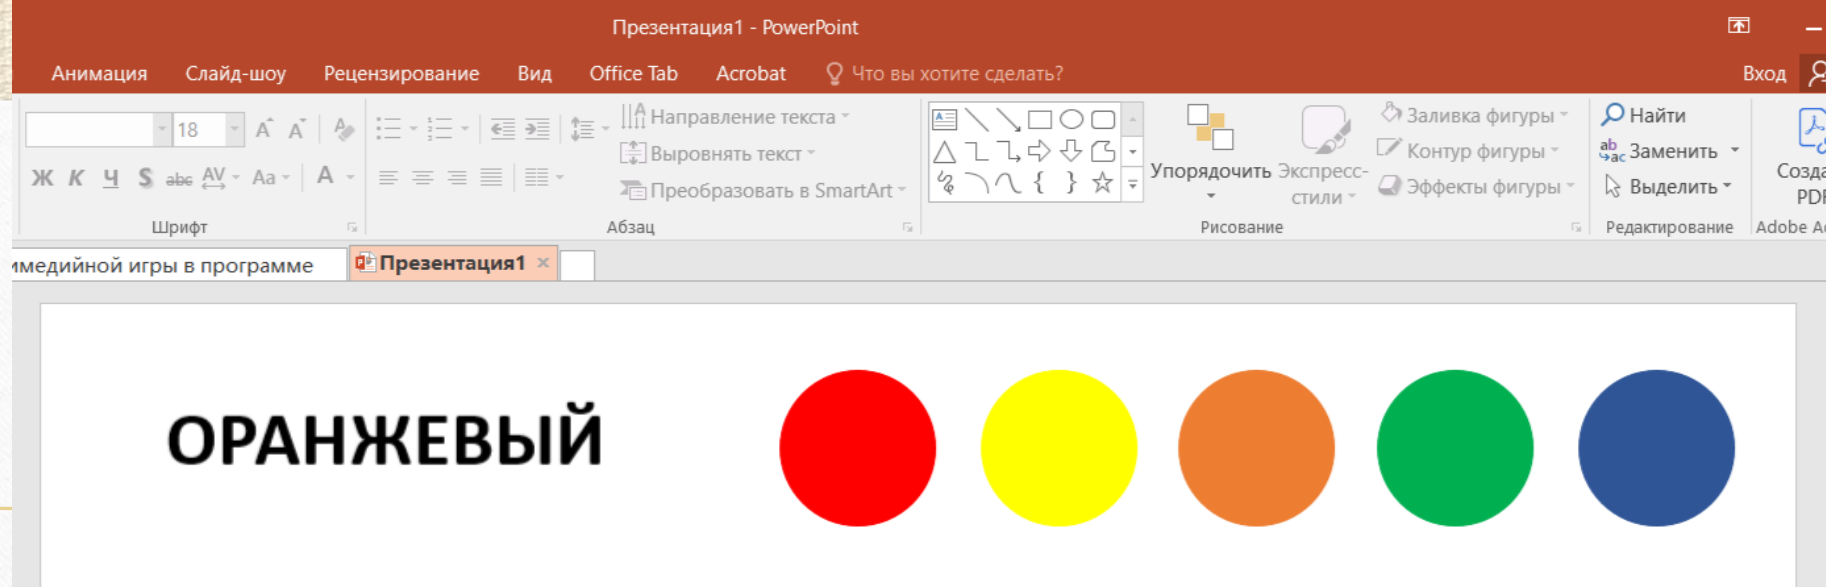 Презентация1 - PowerPoint
Анимация Слайд-шоу Рецензирование Вид Office Tab Acrobat Что вы хотите сделать? Вход
18 Направление текста Заливка фигуры Найти
Выровнять текст Контур фигуры Заменить
Ж К Ч S abc AV Aa А Преобразовать в SmartArt Упорядочить Экспресс-стили Эффекты фигуры Выделить
Шрифт Абзац Рисование Редактирование Adobe
игры в программе Презентация1
ОРАНЖЕВЫЙ